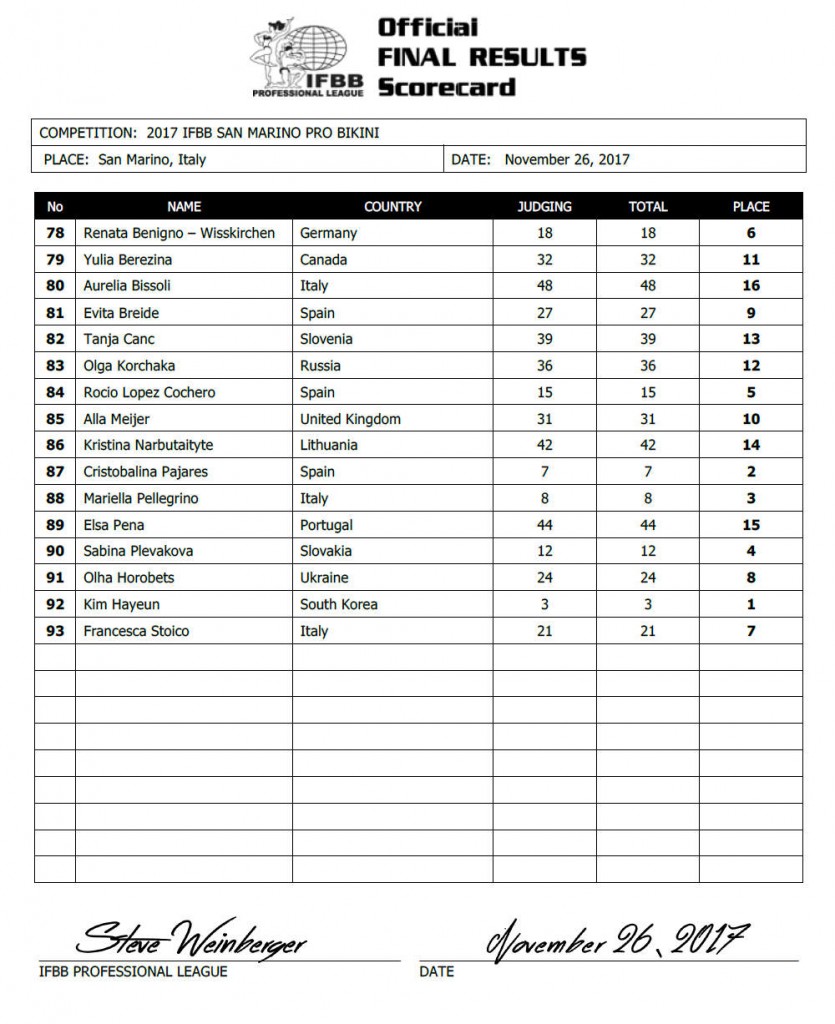 IFBB
PROFESSIONAL LEAGUE
Official
FINAL RESULTS
Scorecard
COMPETITION: 2017 IFBB SAN MARINO PRO BIKINI
PLACE: San Marino, Italy DATE: November 26, 2017
No NAME COUNTRY JUDGING TOTAL PLACE
78 Renata Benigno – Wisskirchen Germany 18 18 6
79 Yulia Berezina Canada 32 32 11
80 Aurelia Bissoli Italy 48 48 16
81 Evita Breide Spain 27 27 9
82 Tanja Canc Slovenia 39 39 13
83 Olga Korchaka Russia 36 36 12
84 Rocio Lopez Cochero Spain 15 15 5
85 Alla Meijer United Kingdom 31 31 10
86 Kristina Narbutaityte Lithuania 42 42 14
87 Cristobalina Pajares Spain 7 7 2
88 Mariella Pellegrino Italy 8 8 3
89 Elsa Pena Portugal 44 44 15
90 Sabina Plevakova Slovakia 12 12 4
91 Olha Horobets Ukraine 24 24 8
92 Kim Hayeun South Korea 3 3 1
93 Francesca Stoico Italy 21 21 7
Steve Weinberger November 26, 2017
IFBB PROFESSIONAL LEAGUE DATE